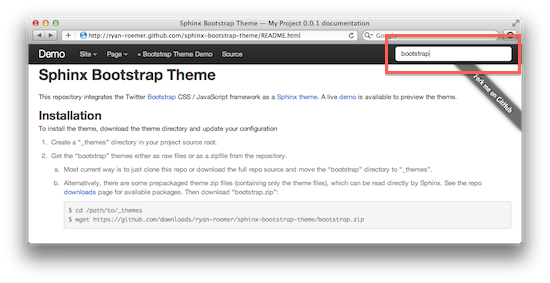 Sphinx Bootstrap Theme — My Project 0.0.1 documentation
http://ryan-roemer.github.com/sphinx-bootstrap-theme/README.html
Google
Demo Site Page « Bootstrap Theme Demo Source bootstrap
Fork me on GitHub
Sphinx Bootstrap Theme
This repository integrates the Twitter Bootstrap CSS / JavaScript framework as a Sphinx theme. A live demo is available to preview the theme.
Installation
To install the theme, download the theme directory and update your configuration
1. Create a "_themes" directory in your project source root.
2. Get the "bootstrap" themes either as raw files or as a zipfile from the repository.
a. Most current way is to just clone this repo or download the full repo source and move the "bootstrap" directory to "_themes".
b. Alternatively, there are some prepackaged theme zip files (containing only the theme files), which can be read directly by Sphinx. See the repo
downloads page for available packages. Then download "bootstrap.zip":
$ cd /path/to/_themes
$ wget https://github.com/downloads/ryan-roemer/sphinx-bootstrap-theme/bootstrap.zip